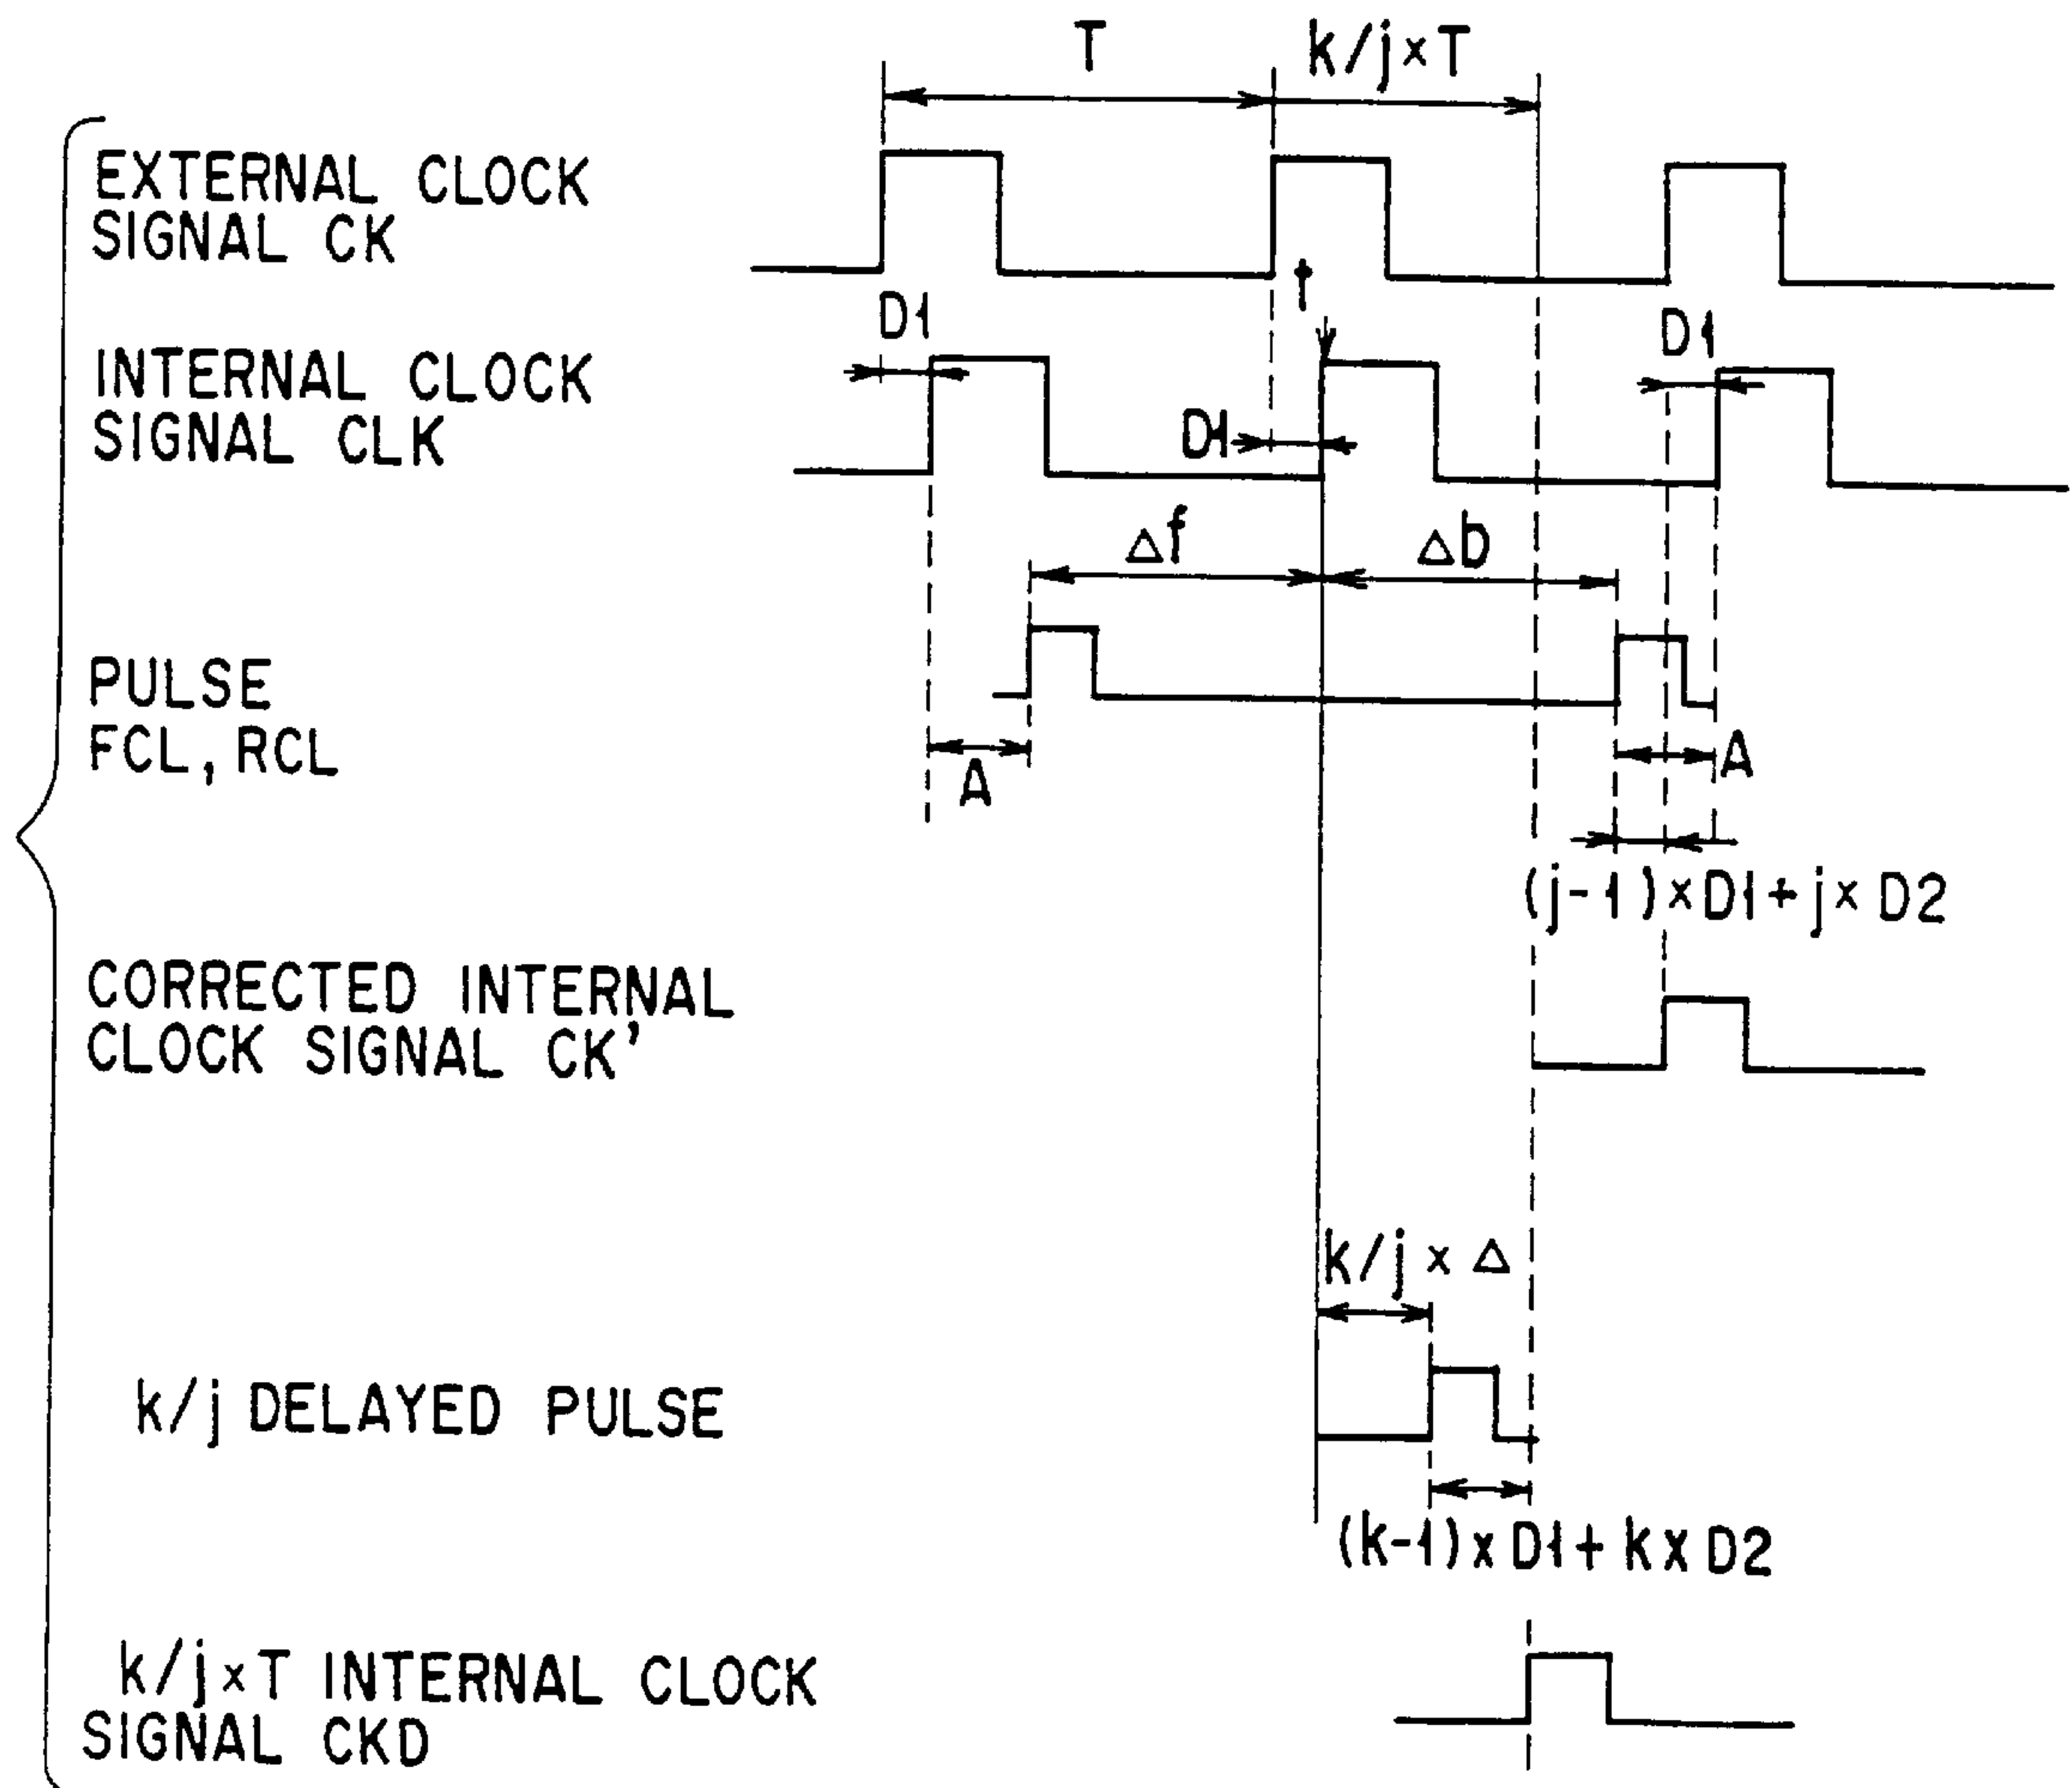 T
k/j×T
EXTERNAL CLOCK
SIGNAL CK
t
D1
D1
INTERNAL CLOCK
SIGNAL CLK
D1
Δf
Δb
PULSE
FCL, RCL
A
A
(j-1)×D1+j×D2
CORRECTED INTERNAL
CLOCK SIGNAL CK'
k/j × Δ
k/j DELAYED PULSE
(k-1)×D1+k×D2
k/j×T INTERNAL CLOCK
SIGNAL CKD